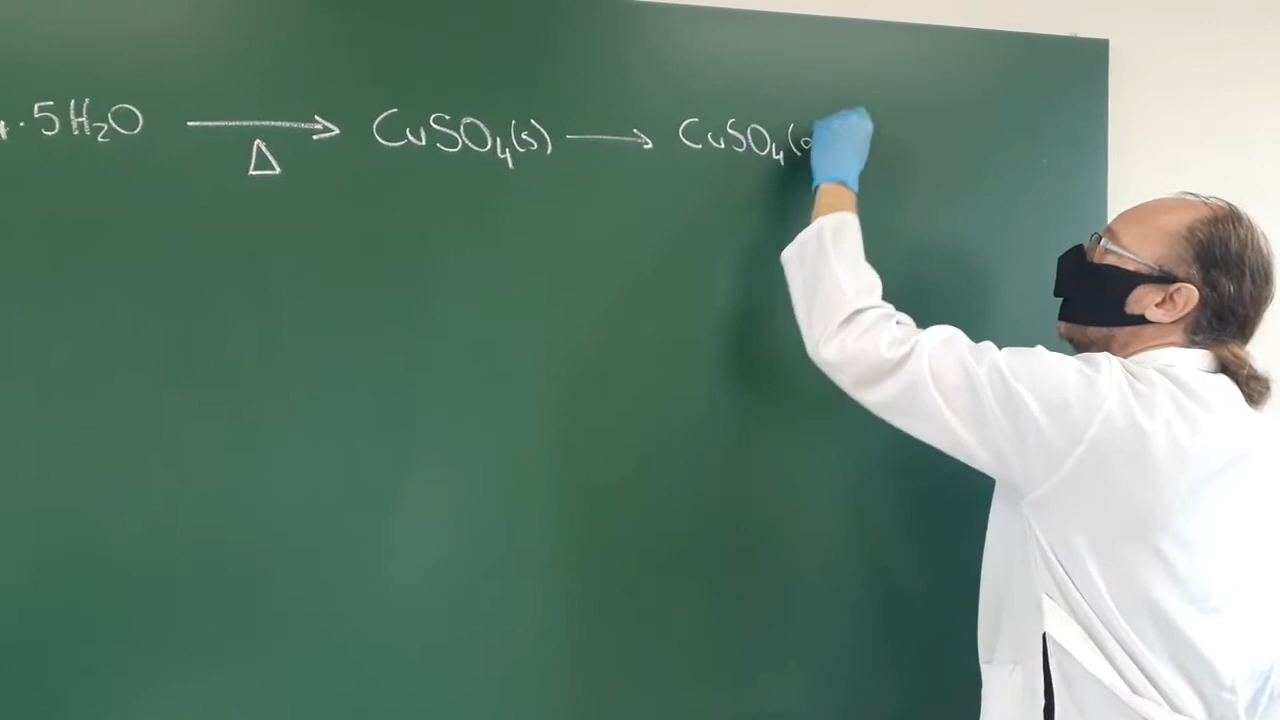 .5H₂O →Δ CuSO₄(s) → CuSO₄(